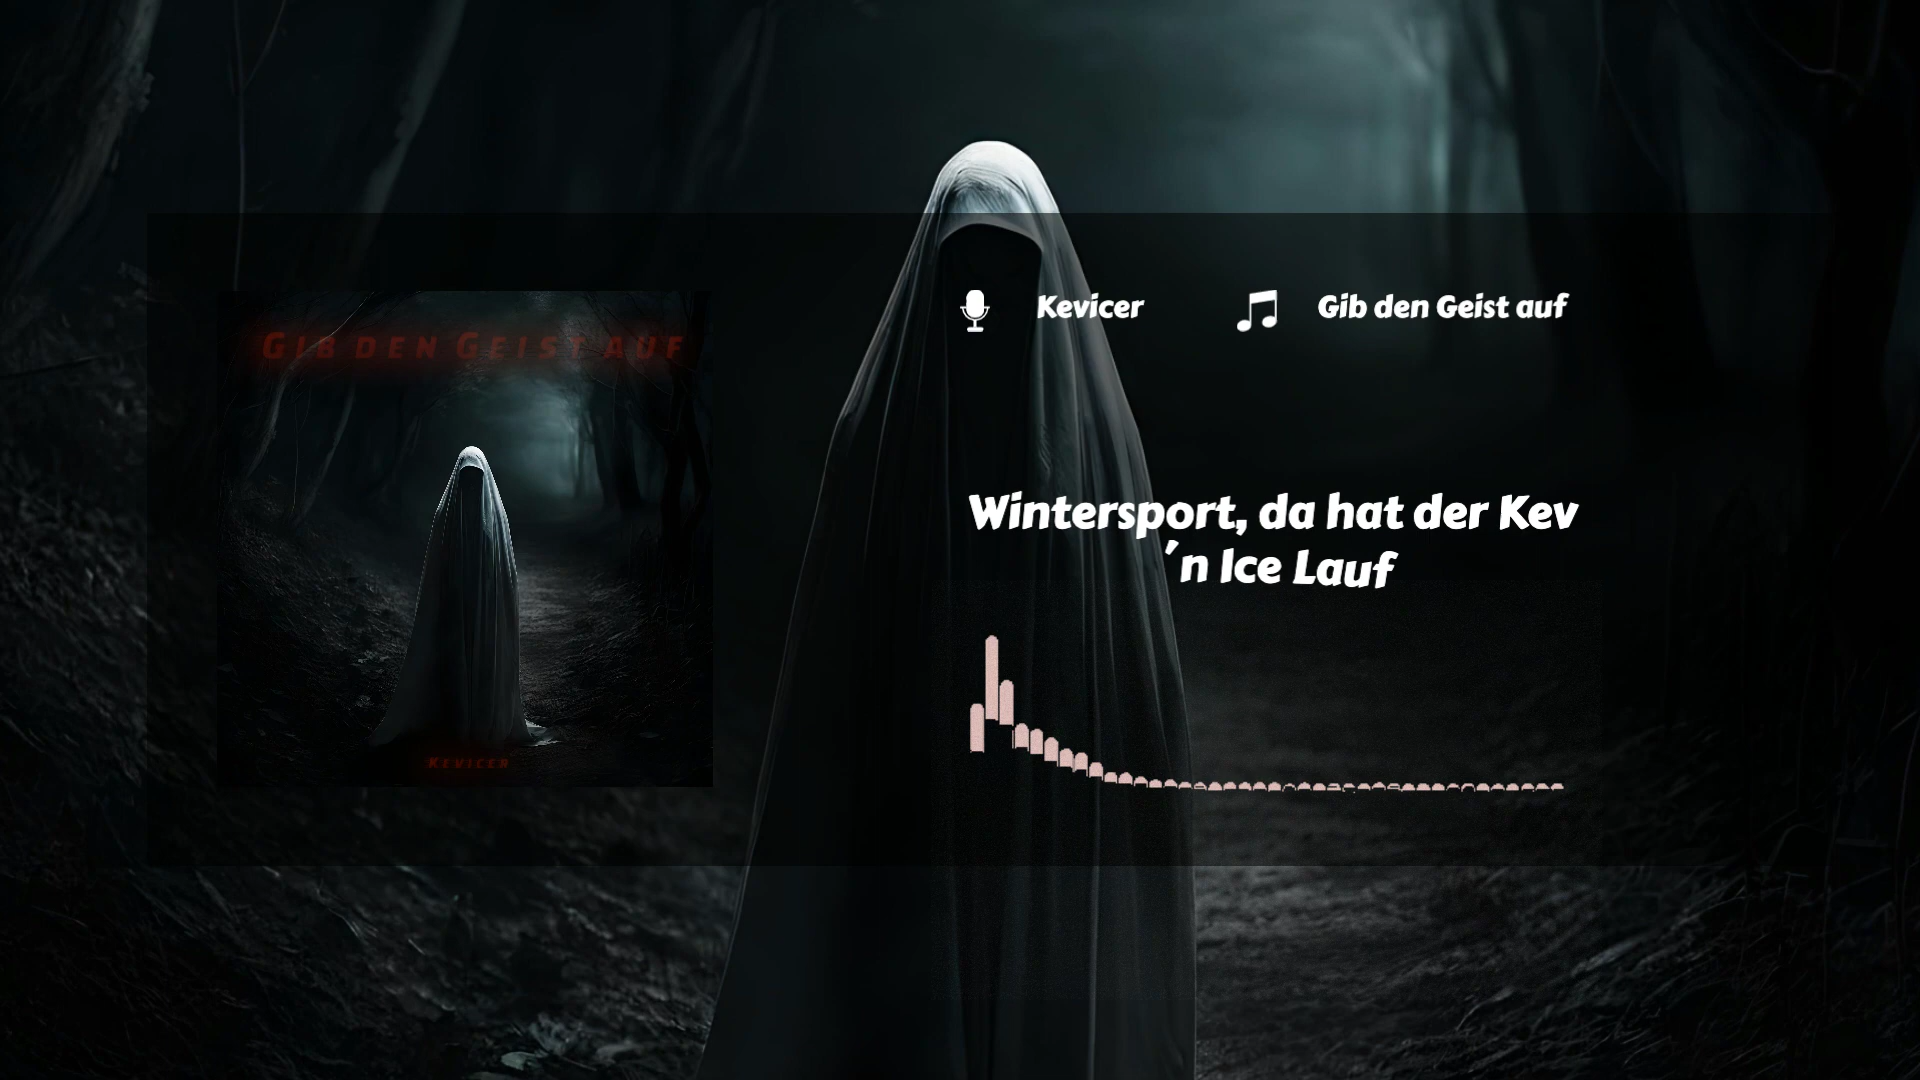 Gib den Geist auf
Kevicer
Kevicer
Gib den Geist auf
Wintersport, da hat der Kev
´n Ice Lauf